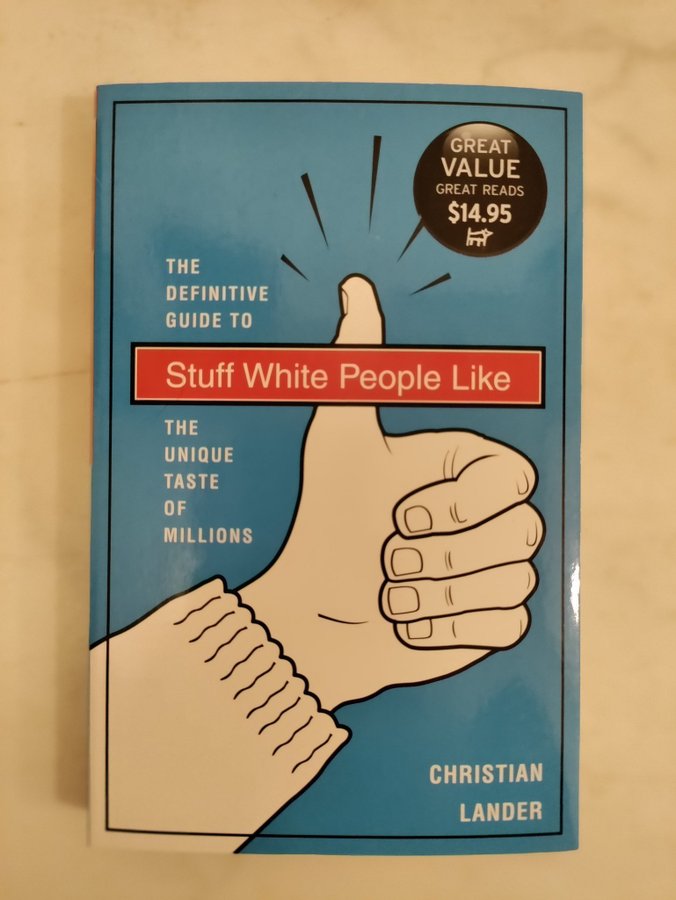 GREAT
VALUE
GREAT READS
$14.95
THE
DEFINITIVE
GUIDE TO
Stuff White People Like
THE
UNIQUE
TASTE
OF
MILLIONS
CHRISTIAN
LANDER